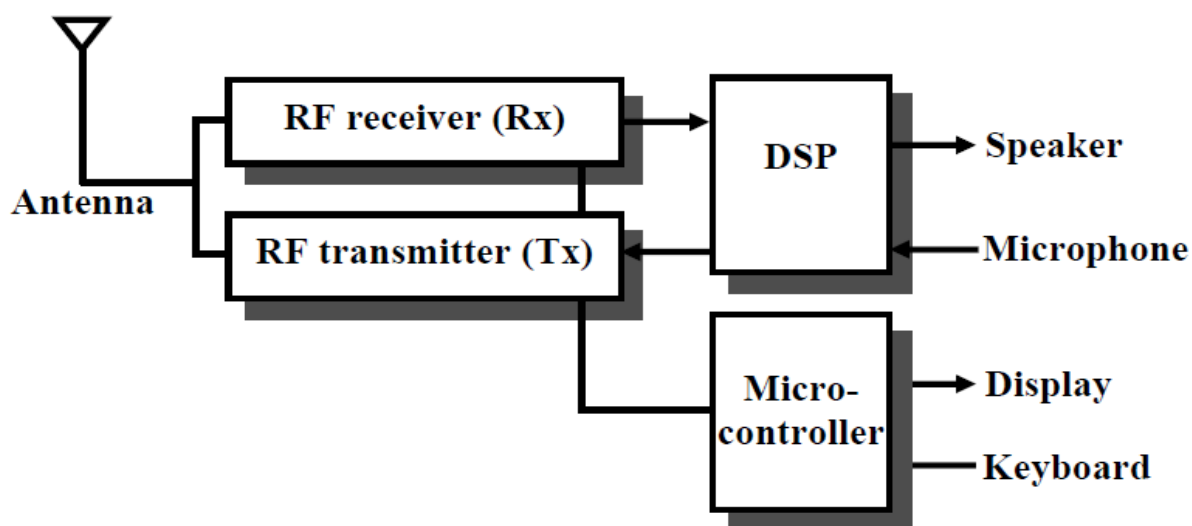 RF receiver (Rx)
DSP
Speaker
Antenna
RF transmitter (Tx)
Microphone
Micro-
controller
Display
Keyboard